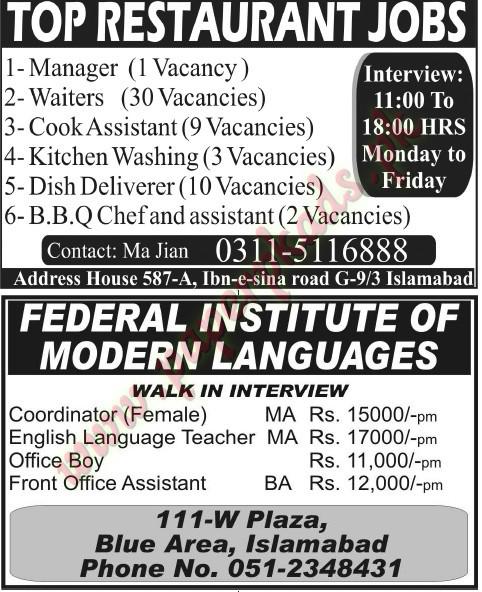 TOP RESTAURANT JOBS
1- Manager (1 Vacancy )
2- Waiters (30 Vacancies)
3- Cook Assistant (9 Vacancies)
4- Kitchen Washing (3 Vacancies)
5- Dish Deliverer (10 Vacancies)
6- B.B.Q Chef and assistant (2 Vacancies)
Interview:
11:00 To
18:00 HRS
Monday to
Friday
Contact: Ma Jian 0311-5116888
Address House 587-A, Ibn-e-sina road G-9/3 Islamabad
FEDERAL INSTITUTE OF
MODERN LANGUAGES
WALK IN INTERVIEW
Coordinator (Female) MA Rs. 15000/-pm
English Language Teacher MA Rs. 17000/-pm
Office Boy Rs. 11,000/-pm
Front Office Assistant BA Rs. 12,000/-pm
111-W Plaza,
Blue Area, Islamabad
Phone No. 051-2348431
www.paperpkads.pk